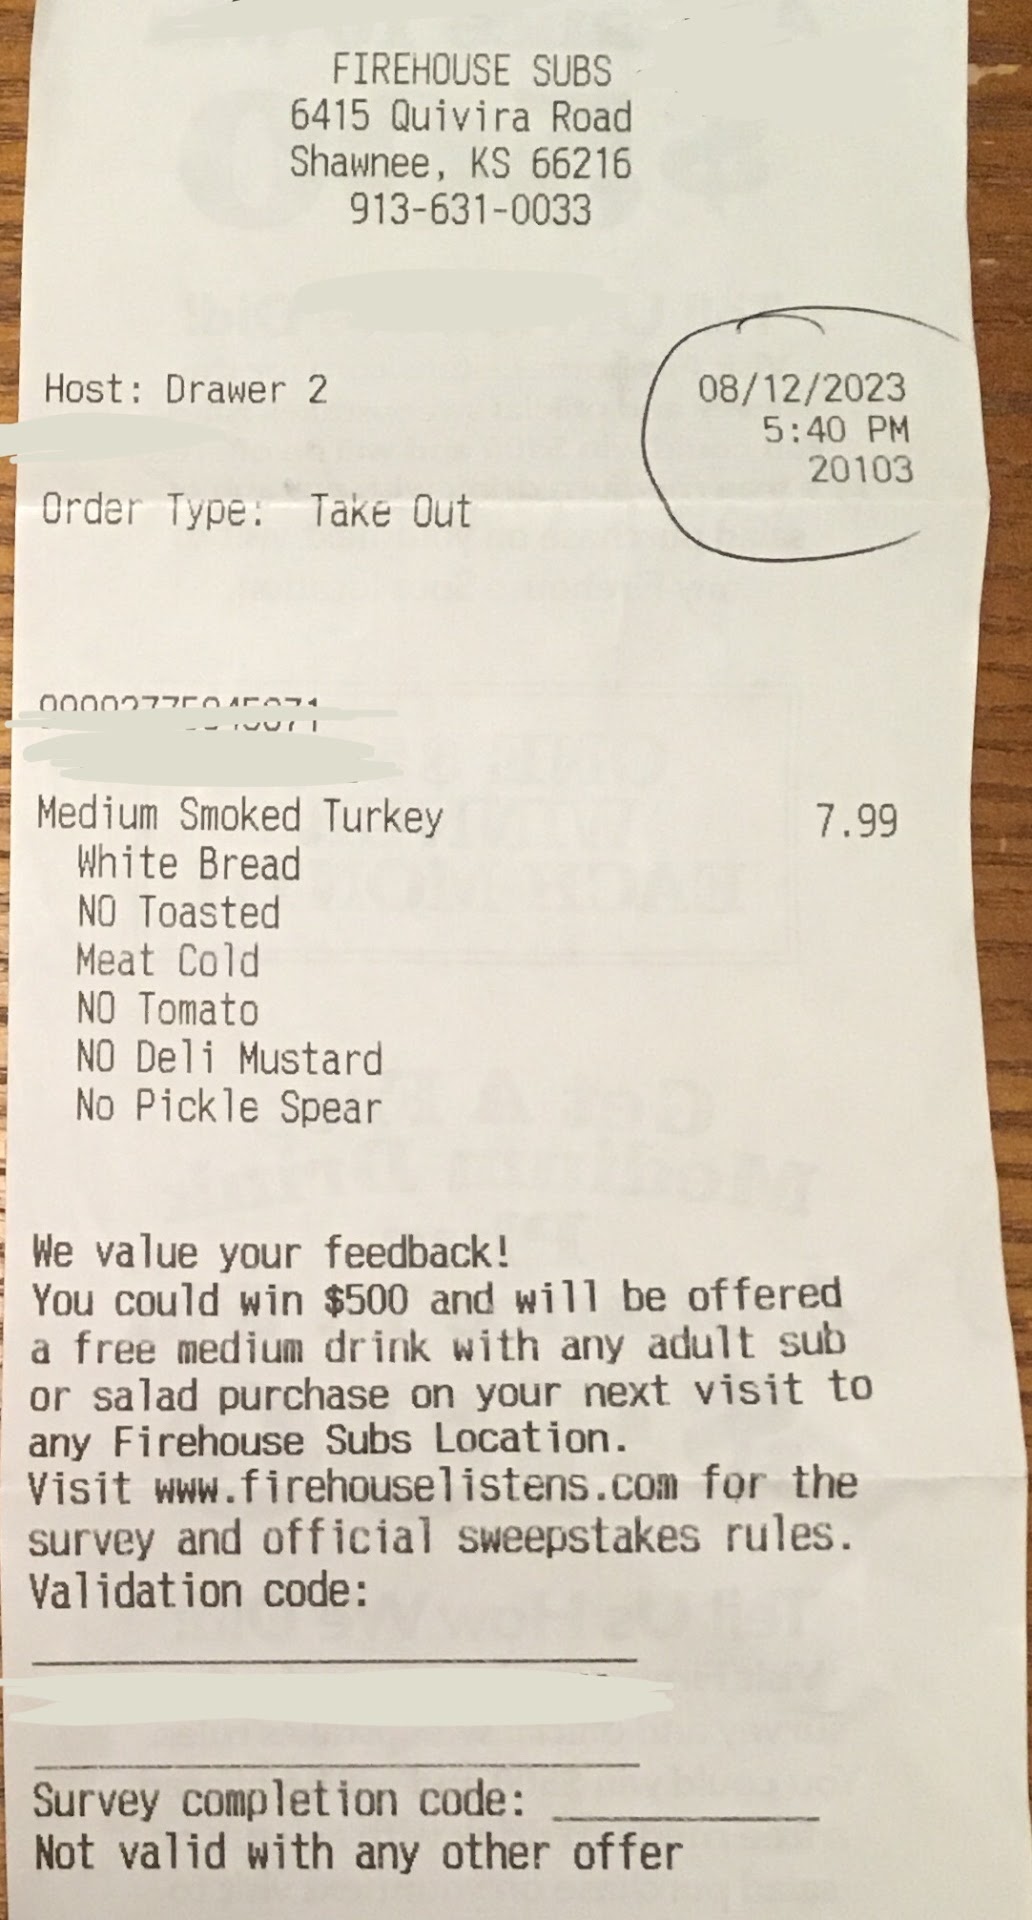 FIREHOUSE SUBS
6415 Quivira Road
Shawnee, KS 66216
913-631-0033
Host: Drawer 2
08/12/2023
5:40 PM
20103
Order Type: Take Out
Medium Smoked Turkey 7.99
White Bread
NO Toasted
Meat Cold
NO Tomato
NO Deli Mustard
No Pickle Spear
We value your feedback!
You could win $500 and will be offered
a free medium drink with any adult sub
or salad purchase on your next visit to
any Firehouse Subs Location.
Visit www.firehouselistens.com for the
survey and official sweepstakes rules.
Validation code:
Survey completion code:
Not valid with any other offer